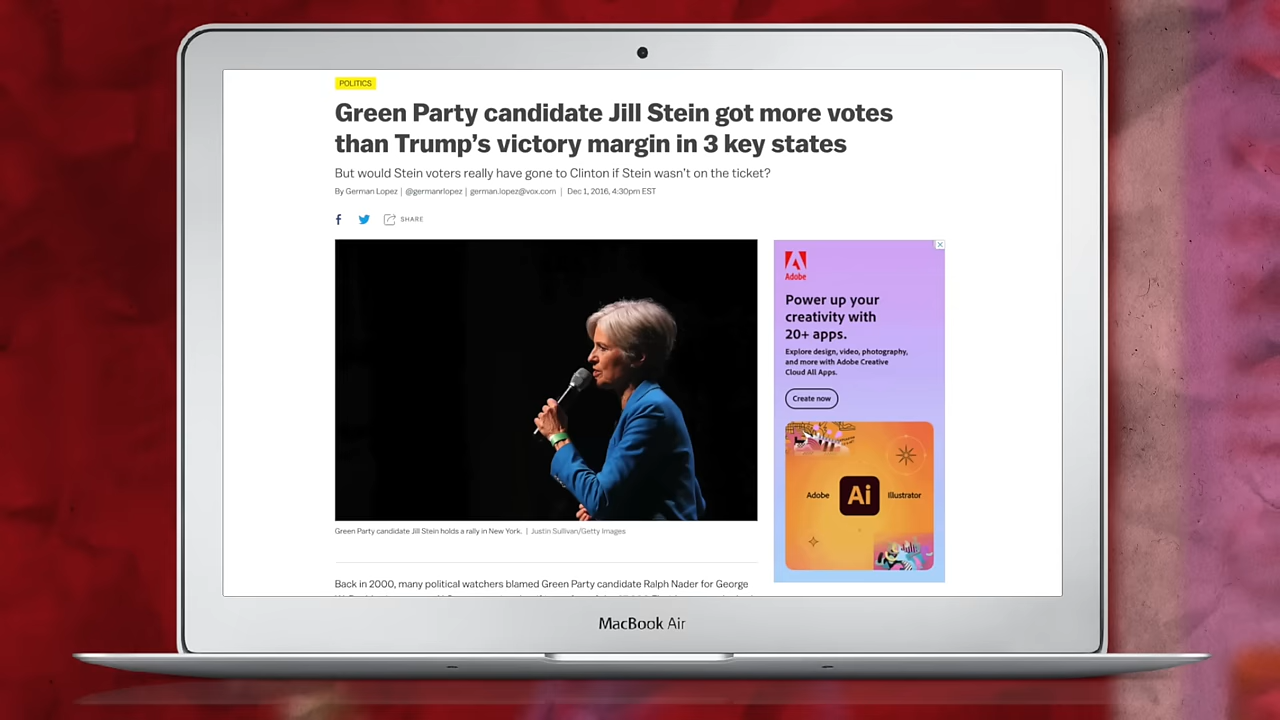 POLITICS
Green Party candidate Jill Stein got more votes
than Trump's victory margin in 3 key states
But would Stein voters really have gone to Clinton if Stein wasn't on the ticket?
By German Lopez | @germanrlopez | german.lopez@vox.com | Dec 1, 2016, 4:30pm EST
f SHARE
Adobe
Power up your
creativity with
20+ apps.
Explore design, video, photography,
and more with Adobe Creative
Cloud All Apps.
Create now
Adobe Ai Illustrator
Green Party candidate Jill Stein holds a rally in New York. | Justin Sullivan/Getty Images
Back in 2000, many political watchers blamed Green Party candidate Ralph Nader for George
MacBook Air